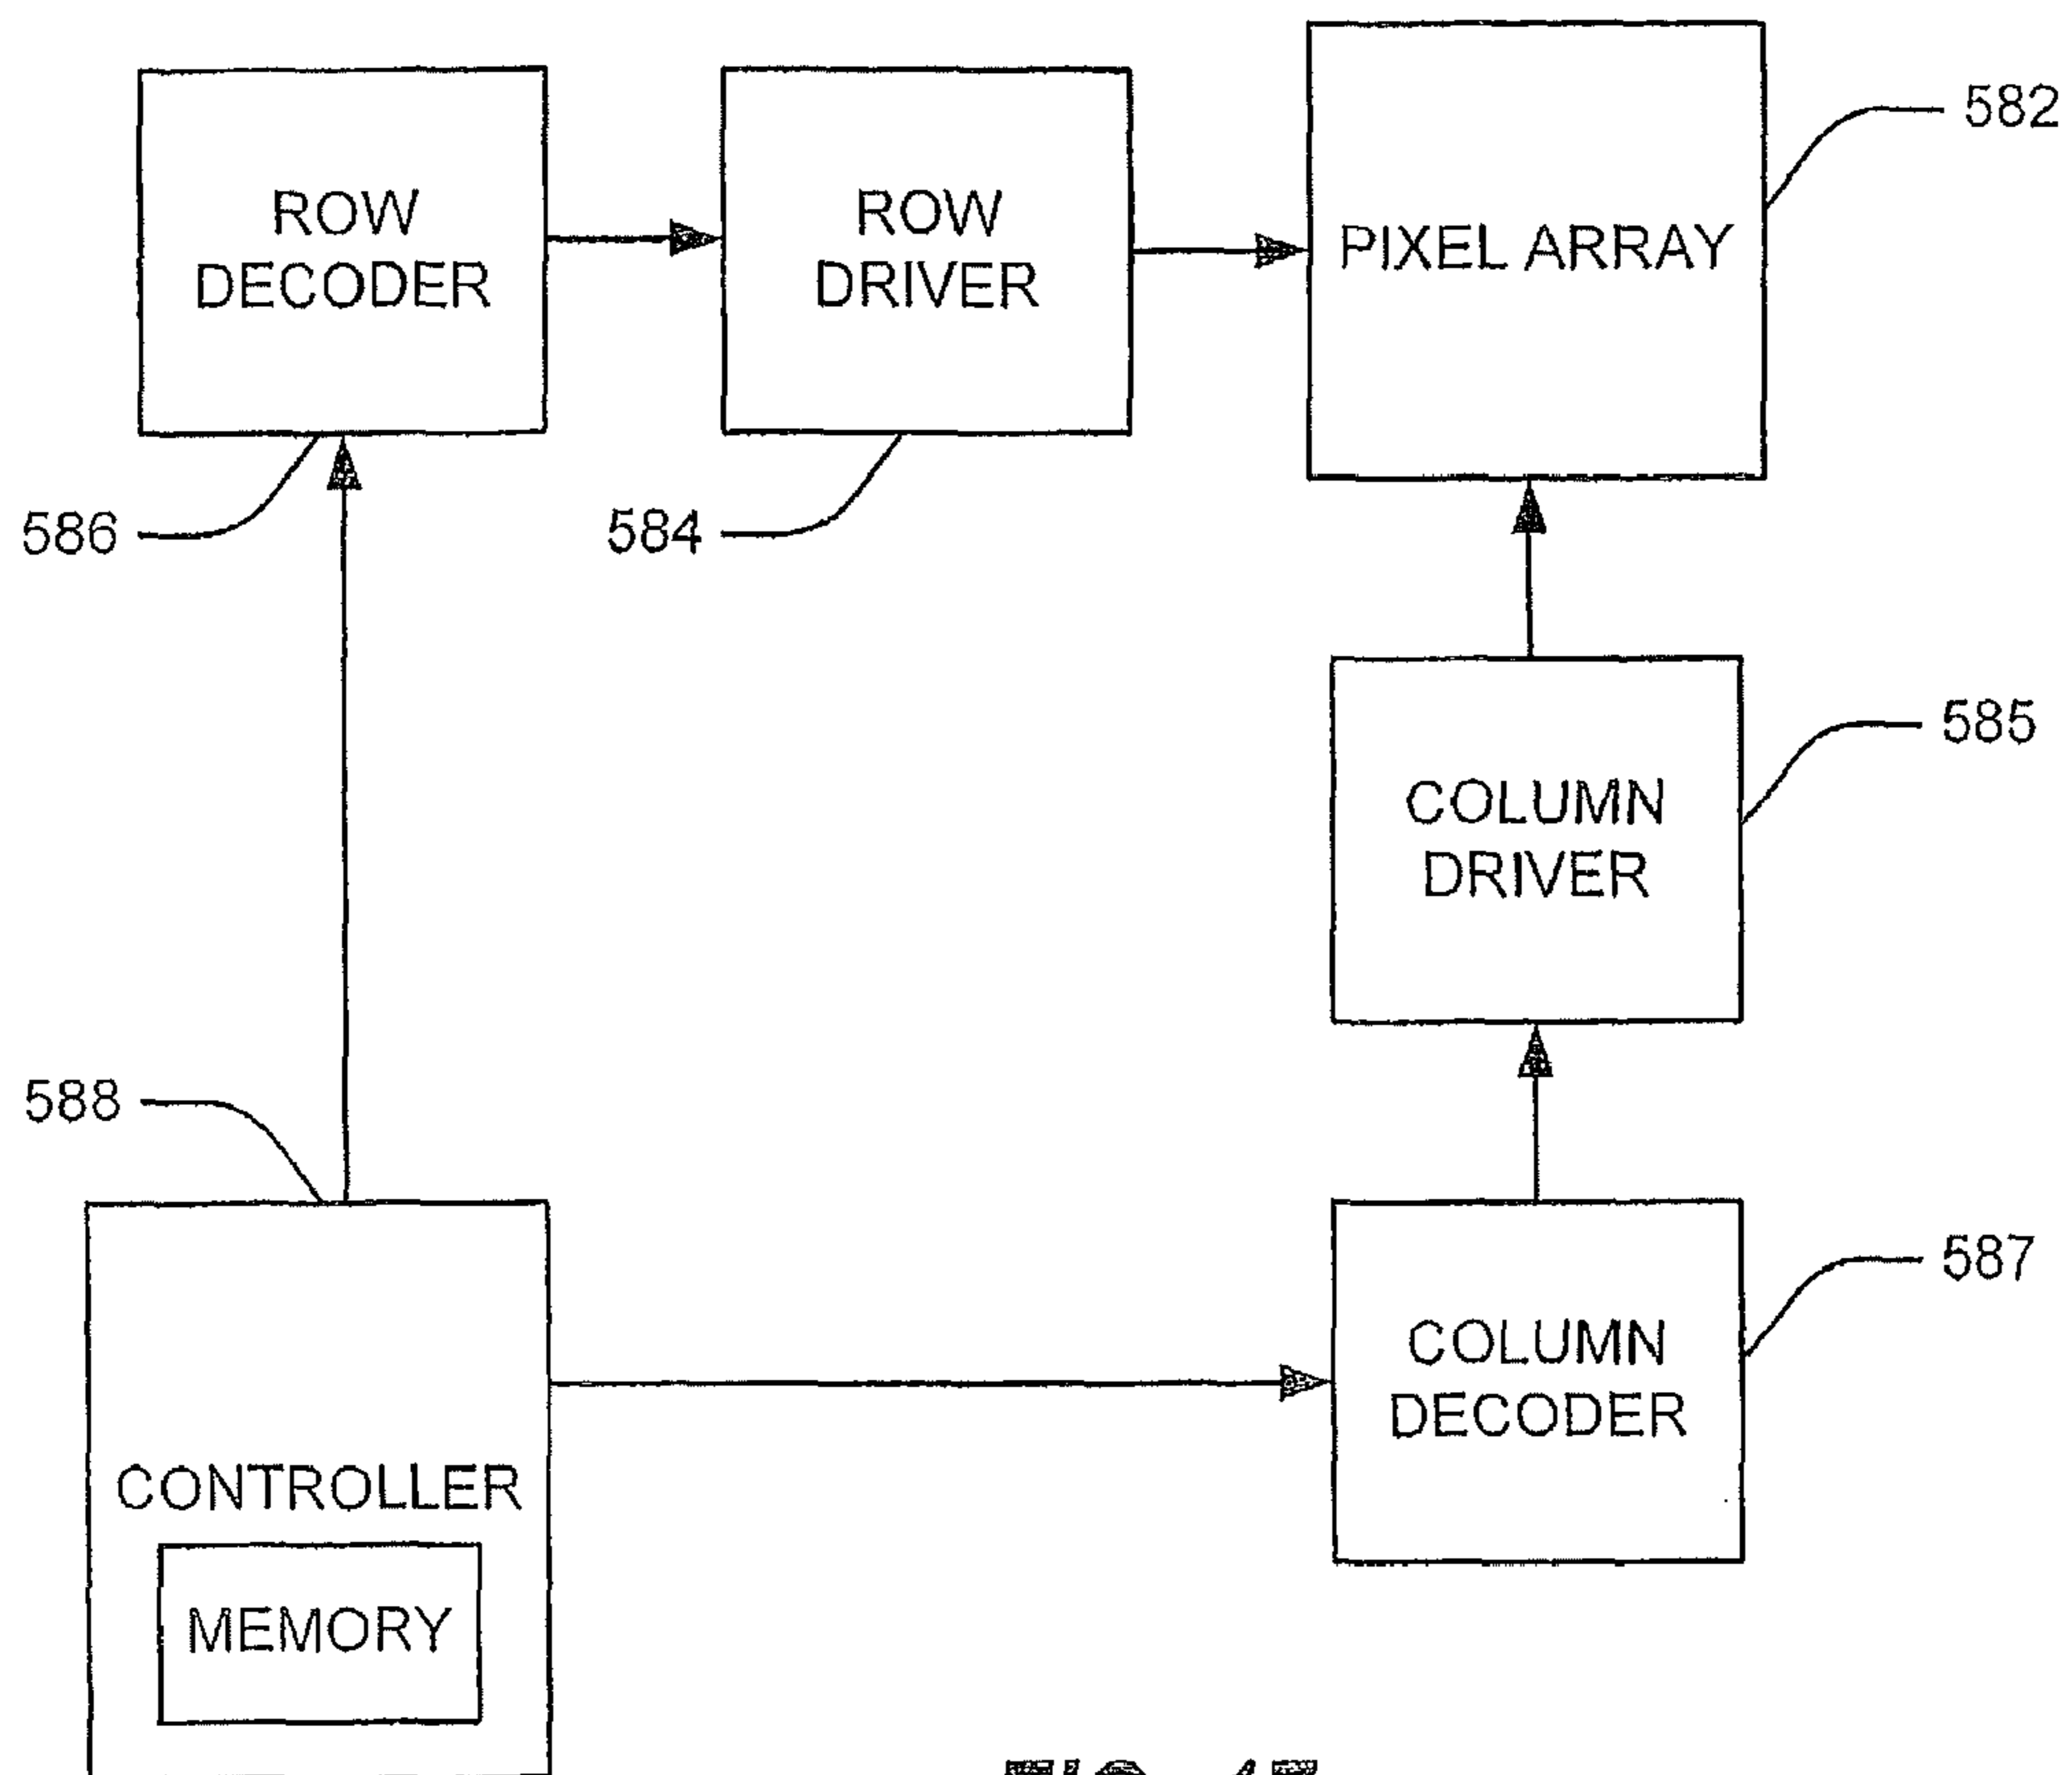 ROW
DECODER
ROW
DRIVER
PIXEL ARRAY
582
586
584
COLUMN
DRIVER
585
588
COLUMN
DECODER
587
CONTROLLER
MEMORY